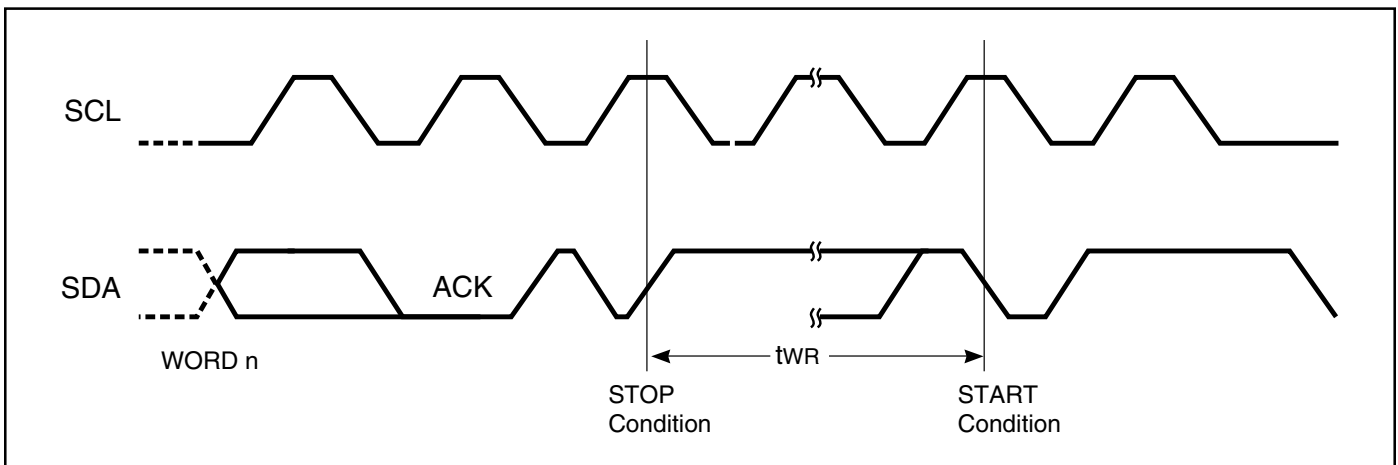 SCL
SDA
ACK
WORD n
tWR
STOP
Condition
START
Condition